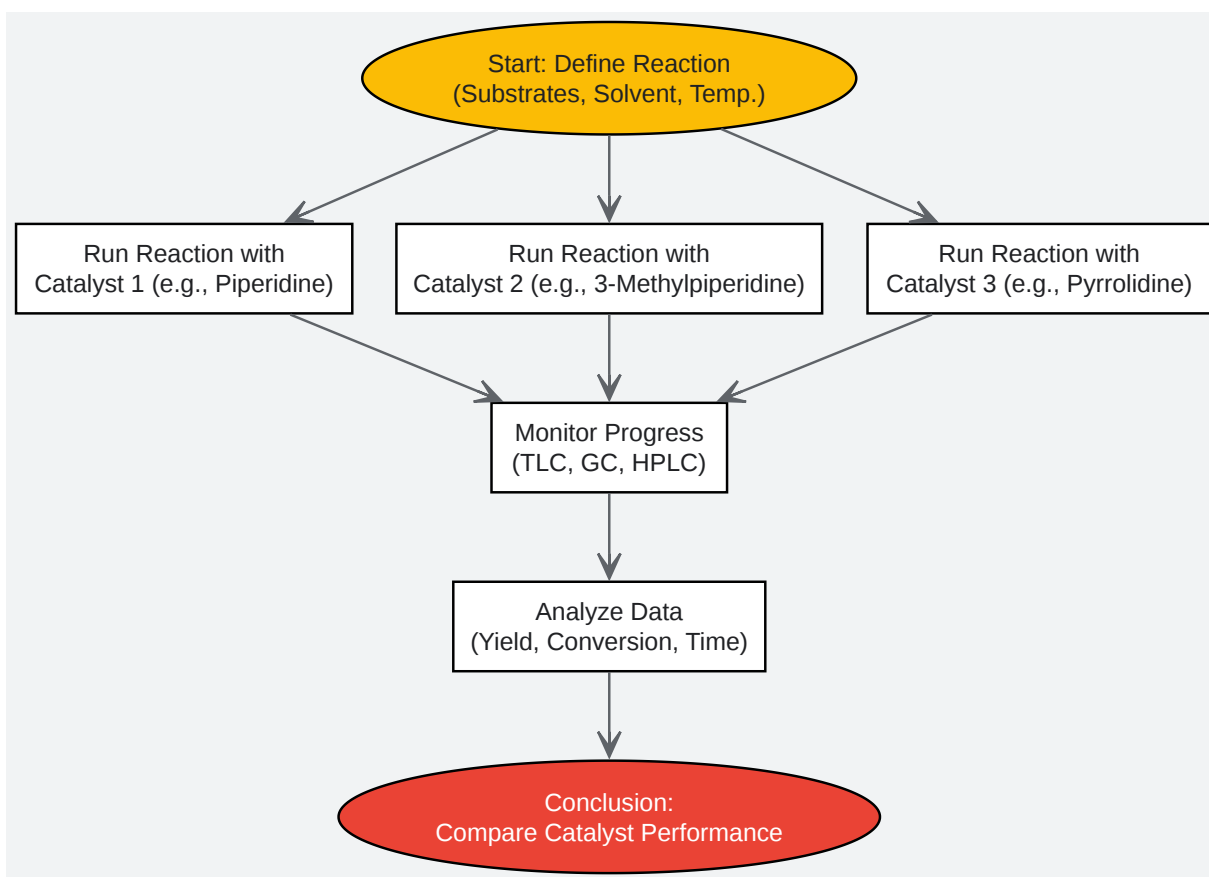 Start: Define Reaction
(Substrates, Solvent, Temp.)
Run Reaction with
Catalyst 1 (e.g., Piperidine)
Run Reaction with
Catalyst 2 (e.g., 3-Methylpiperidine)
Run Reaction with
Catalyst 3 (e.g., Pyrrolidine)
Monitor Progress
(TLC, GC, HPLC)
Analyze Data
(Yield, Conversion, Time)
Conclusion:
Compare Catalyst Performance